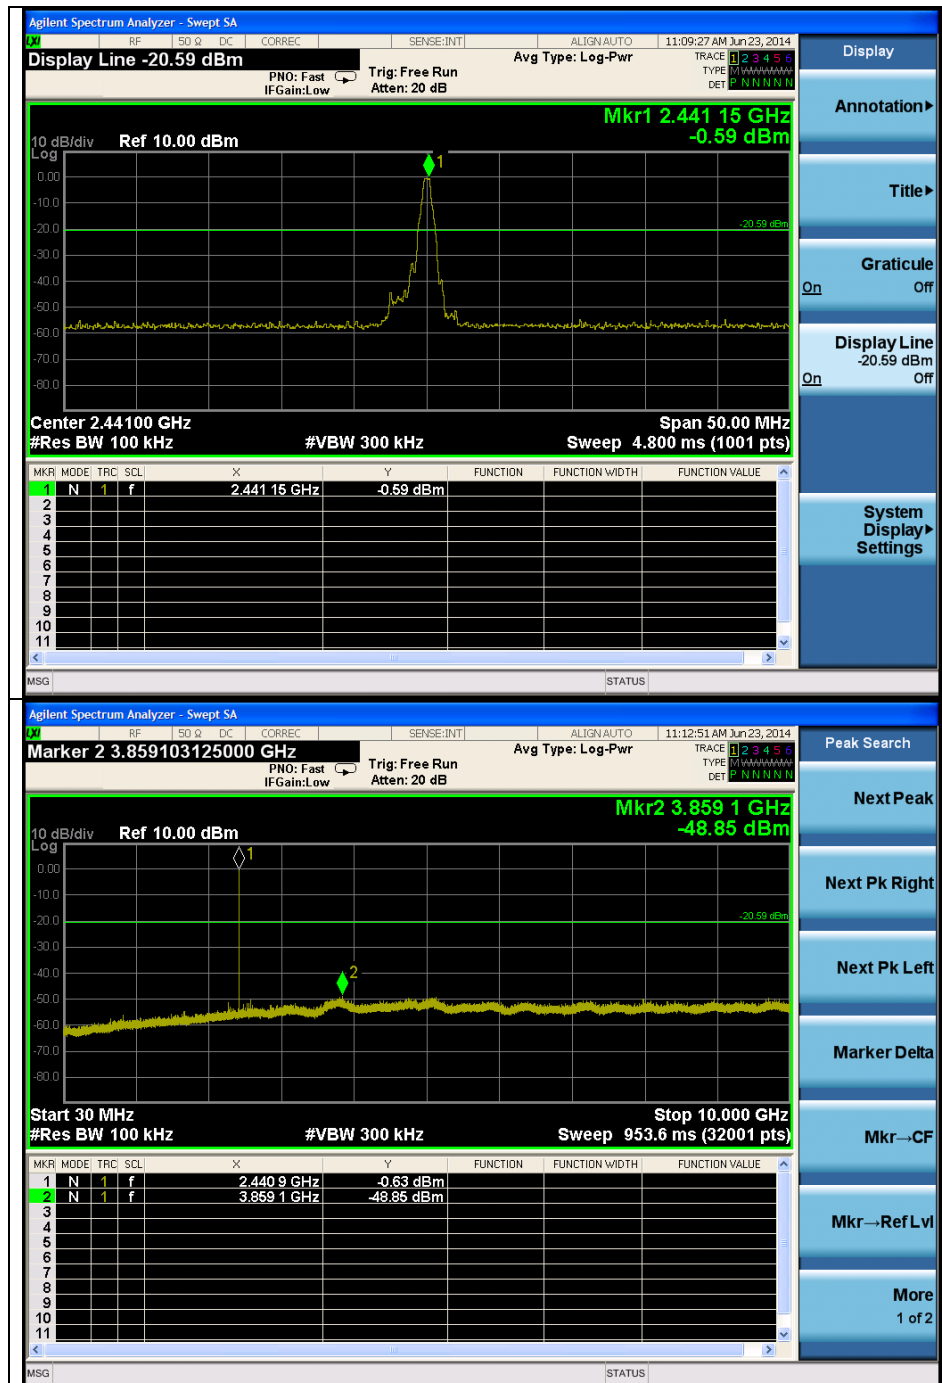 Agilent Spectrum Analyzer - Swept SA
LXI RF 50 Ω DC CORREC SENSE:INT ALIGN AUTO 11:09:27 AM Jun 23, 2014
Display Line -20.59 dBm
PNO: Fast
IFGain:Low
Trig: Free Run
Atten: 20 dB
Avg Type: Log-Pwr
TRACE 1 2 3 4 5 6
TYPE M WWWWW
DET P N N N N N
Mkr1 2.441 15 GHz
-0.59 dBm
10 dB/div Ref 10.00 dBm
Log
1
0.00
-10.0
-20.0
-20.59 dBm
-30.0
-40.0
-50.0
-60.0
-70.0
-80.0
Center 2.44100 GHz Span 50.00 MHz
#Res BW 100 kHz #VBW 300 kHz Sweep 4.800 ms (1001 pts)
MKR MODE TRC SCL X Y FUNCTION FUNCTION WIDTH FUNCTION VALUE
1 N 1 f 2.441 15 GHz -0.59 dBm
2
3
4
5
6
7
8
9
10
11
MSG STATUS
Display
Annotation
Title
Graticule
On Off
Display Line
-20.59 dBm
On Off
System
Display
Settings
Agilent Spectrum Analyzer - Swept SA
LXI RF 50 Ω DC CORREC SENSE:INT ALIGN AUTO 11:12:51 AM Jun 23, 2014
Marker 2 3.859103125000 GHz
PNO: Fast
IFGain:Low
Trig: Free Run
Atten: 20 dB
Avg Type: Log-Pwr
TRACE 1 2 3 4 5 6
TYPE M WWWWW
DET P N N N N N
Mkr2 3.859 1 GHz
-48.85 dBm
10 dB/div Ref 10.00 dBm
Log
1
0.00
-10.0
-20.0
-20.59 dBm
-30.0
-40.0
2
-50.0
-60.0
-70.0
-80.0
Start 30 MHz Stop 10.000 GHz
#Res BW 100 kHz #VBW 300 kHz Sweep 953.6 ms (32001 pts)
MKR MODE TRC SCL X Y FUNCTION FUNCTION WIDTH FUNCTION VALUE
1 N 1 f 2.440 9 GHz -0.63 dBm
2 N 1 f 3.859 1 GHz -48.85 dBm
3
4
5
6
7
8
9
10
11
MSG STATUS
Peak Search
Next Peak
Next Pk Right
Next Pk Left
Marker Delta
Mkr→CF
Mkr→Ref Lvl
More
1 of 2